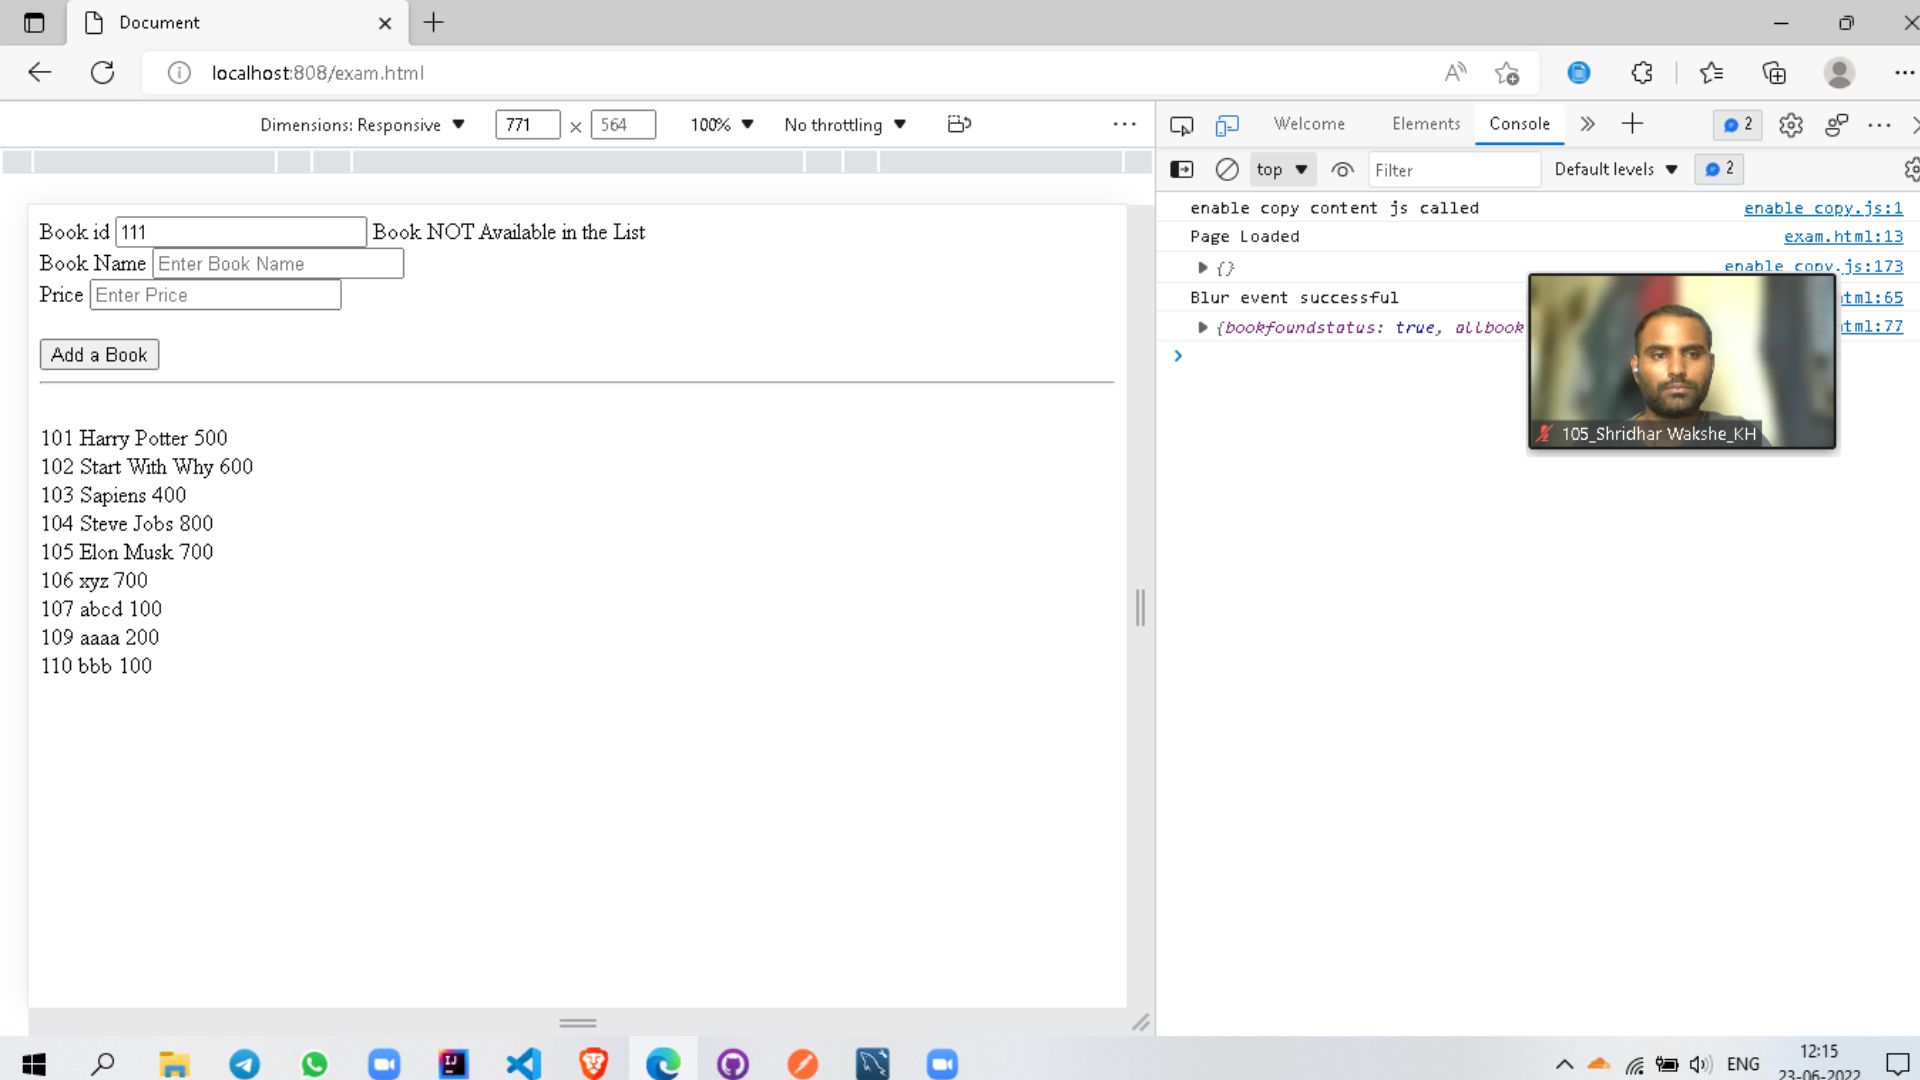 Document
localhost:808/exam.html
Dimensions: Responsive 771 × 564 100% No throttling
Welcome Elements Console 2
top Filter Default levels 2
Book id 111 Book NOT Available in the List
Book Name Enter Book Name
Price Enter Price
Add a Book
101 Harry Potter 500
102 Start With Why 600
103 Sapiens 400
104 Steve Jobs 800
105 Elon Musk 700
106 xyz 700
107 abcd 100
109 aaaa 200
110 bbb 100
enable copy content js called enable copy.js:1
Page Loaded exam.html:13
{} enable copy.js:173
Blur event successful tml:65
{bookfoundstatus: true, allbook tml:77
105_Shridhar Wakshe_KH
ENG
12:15
23-06-2022